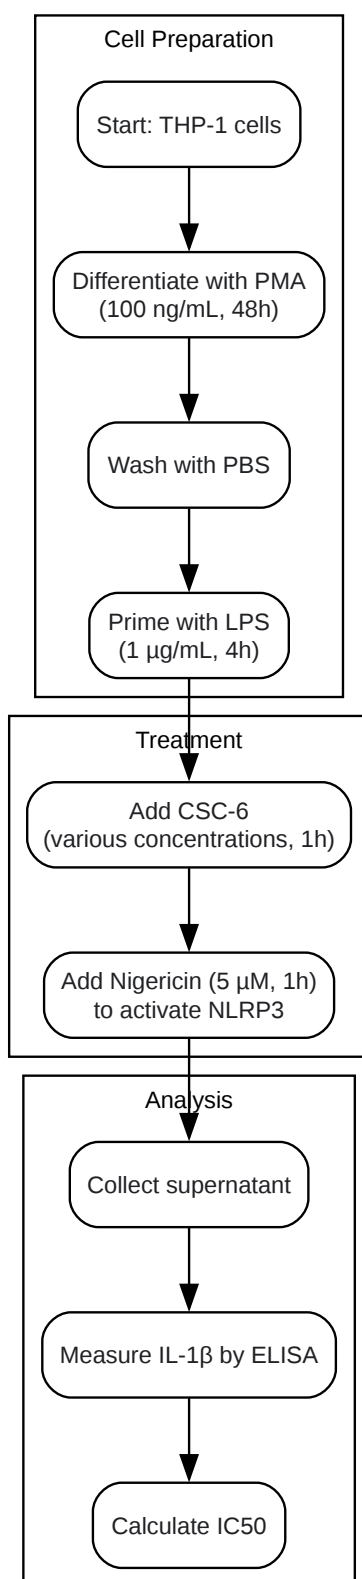 Cell Preparation
Start: THP-1 cells
Differentiate with PMA
(100 ng/mL, 48h)
Wash with PBS
Prime with LPS
(1 µg/mL, 4h)
Treatment
Add CSC-6
(various concentrations, 1h)
Add Nigericin (5 µM, 1h)
to activate NLRP3
Analysis
Collect supernatant
Measure IL-1β by ELISA
Calculate IC50